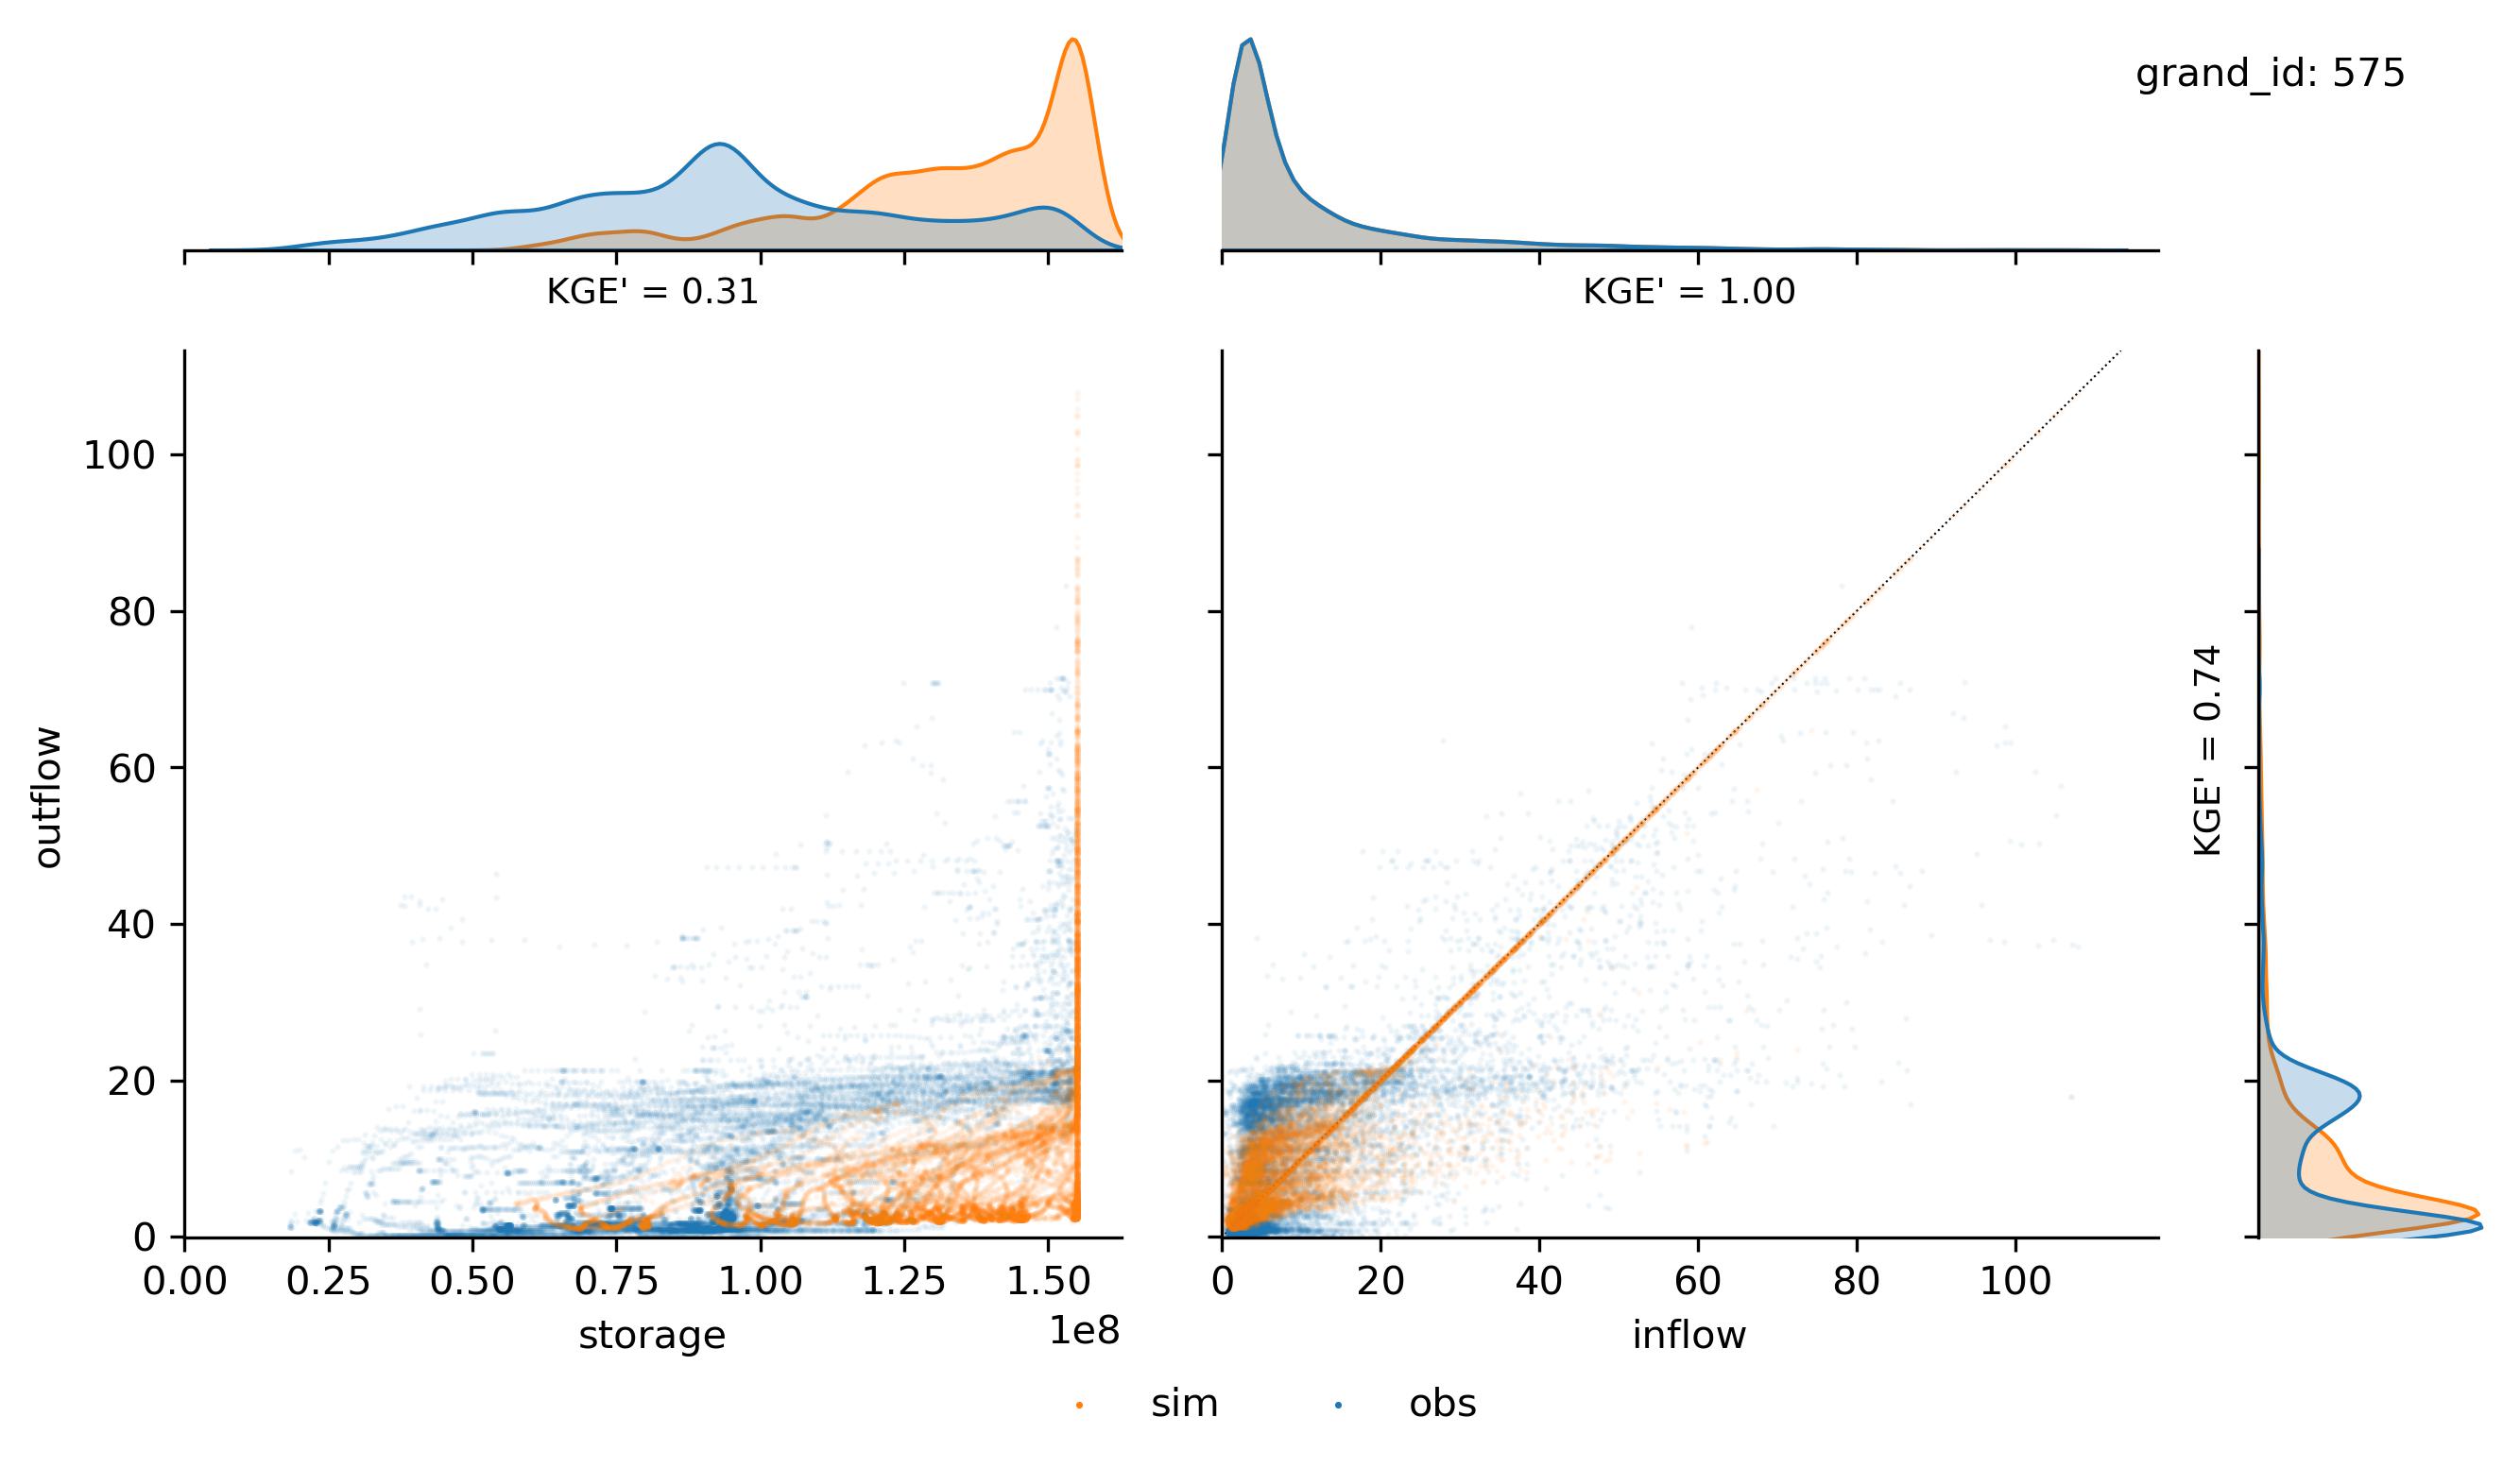 grand_id: 575
KGE' = 0.31
KGE' = 1.00
outflow
100
80
60
40
20
0
KGE' = 0.74
0.00 0.25 0.50 0.75 1.00 1.25 1.50
1e8
storage
0 20 40 60 80 100
inflow
sim obs